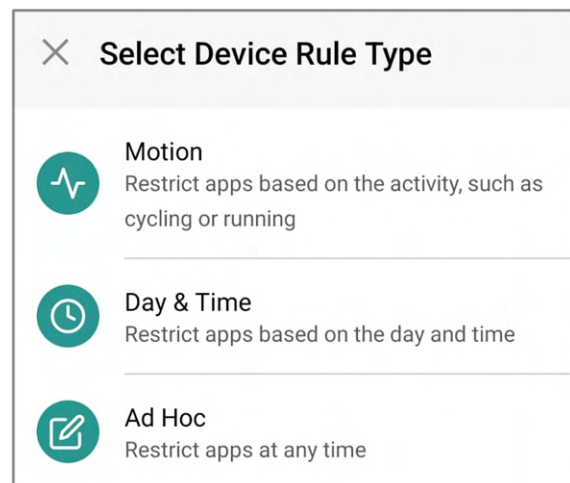 Select Device Rule Type
Motion
Restrict apps based on the activity, such as
cycling or running
Day & Time
Restrict apps based on the day and time
Ad Hoc
Restrict apps at any time